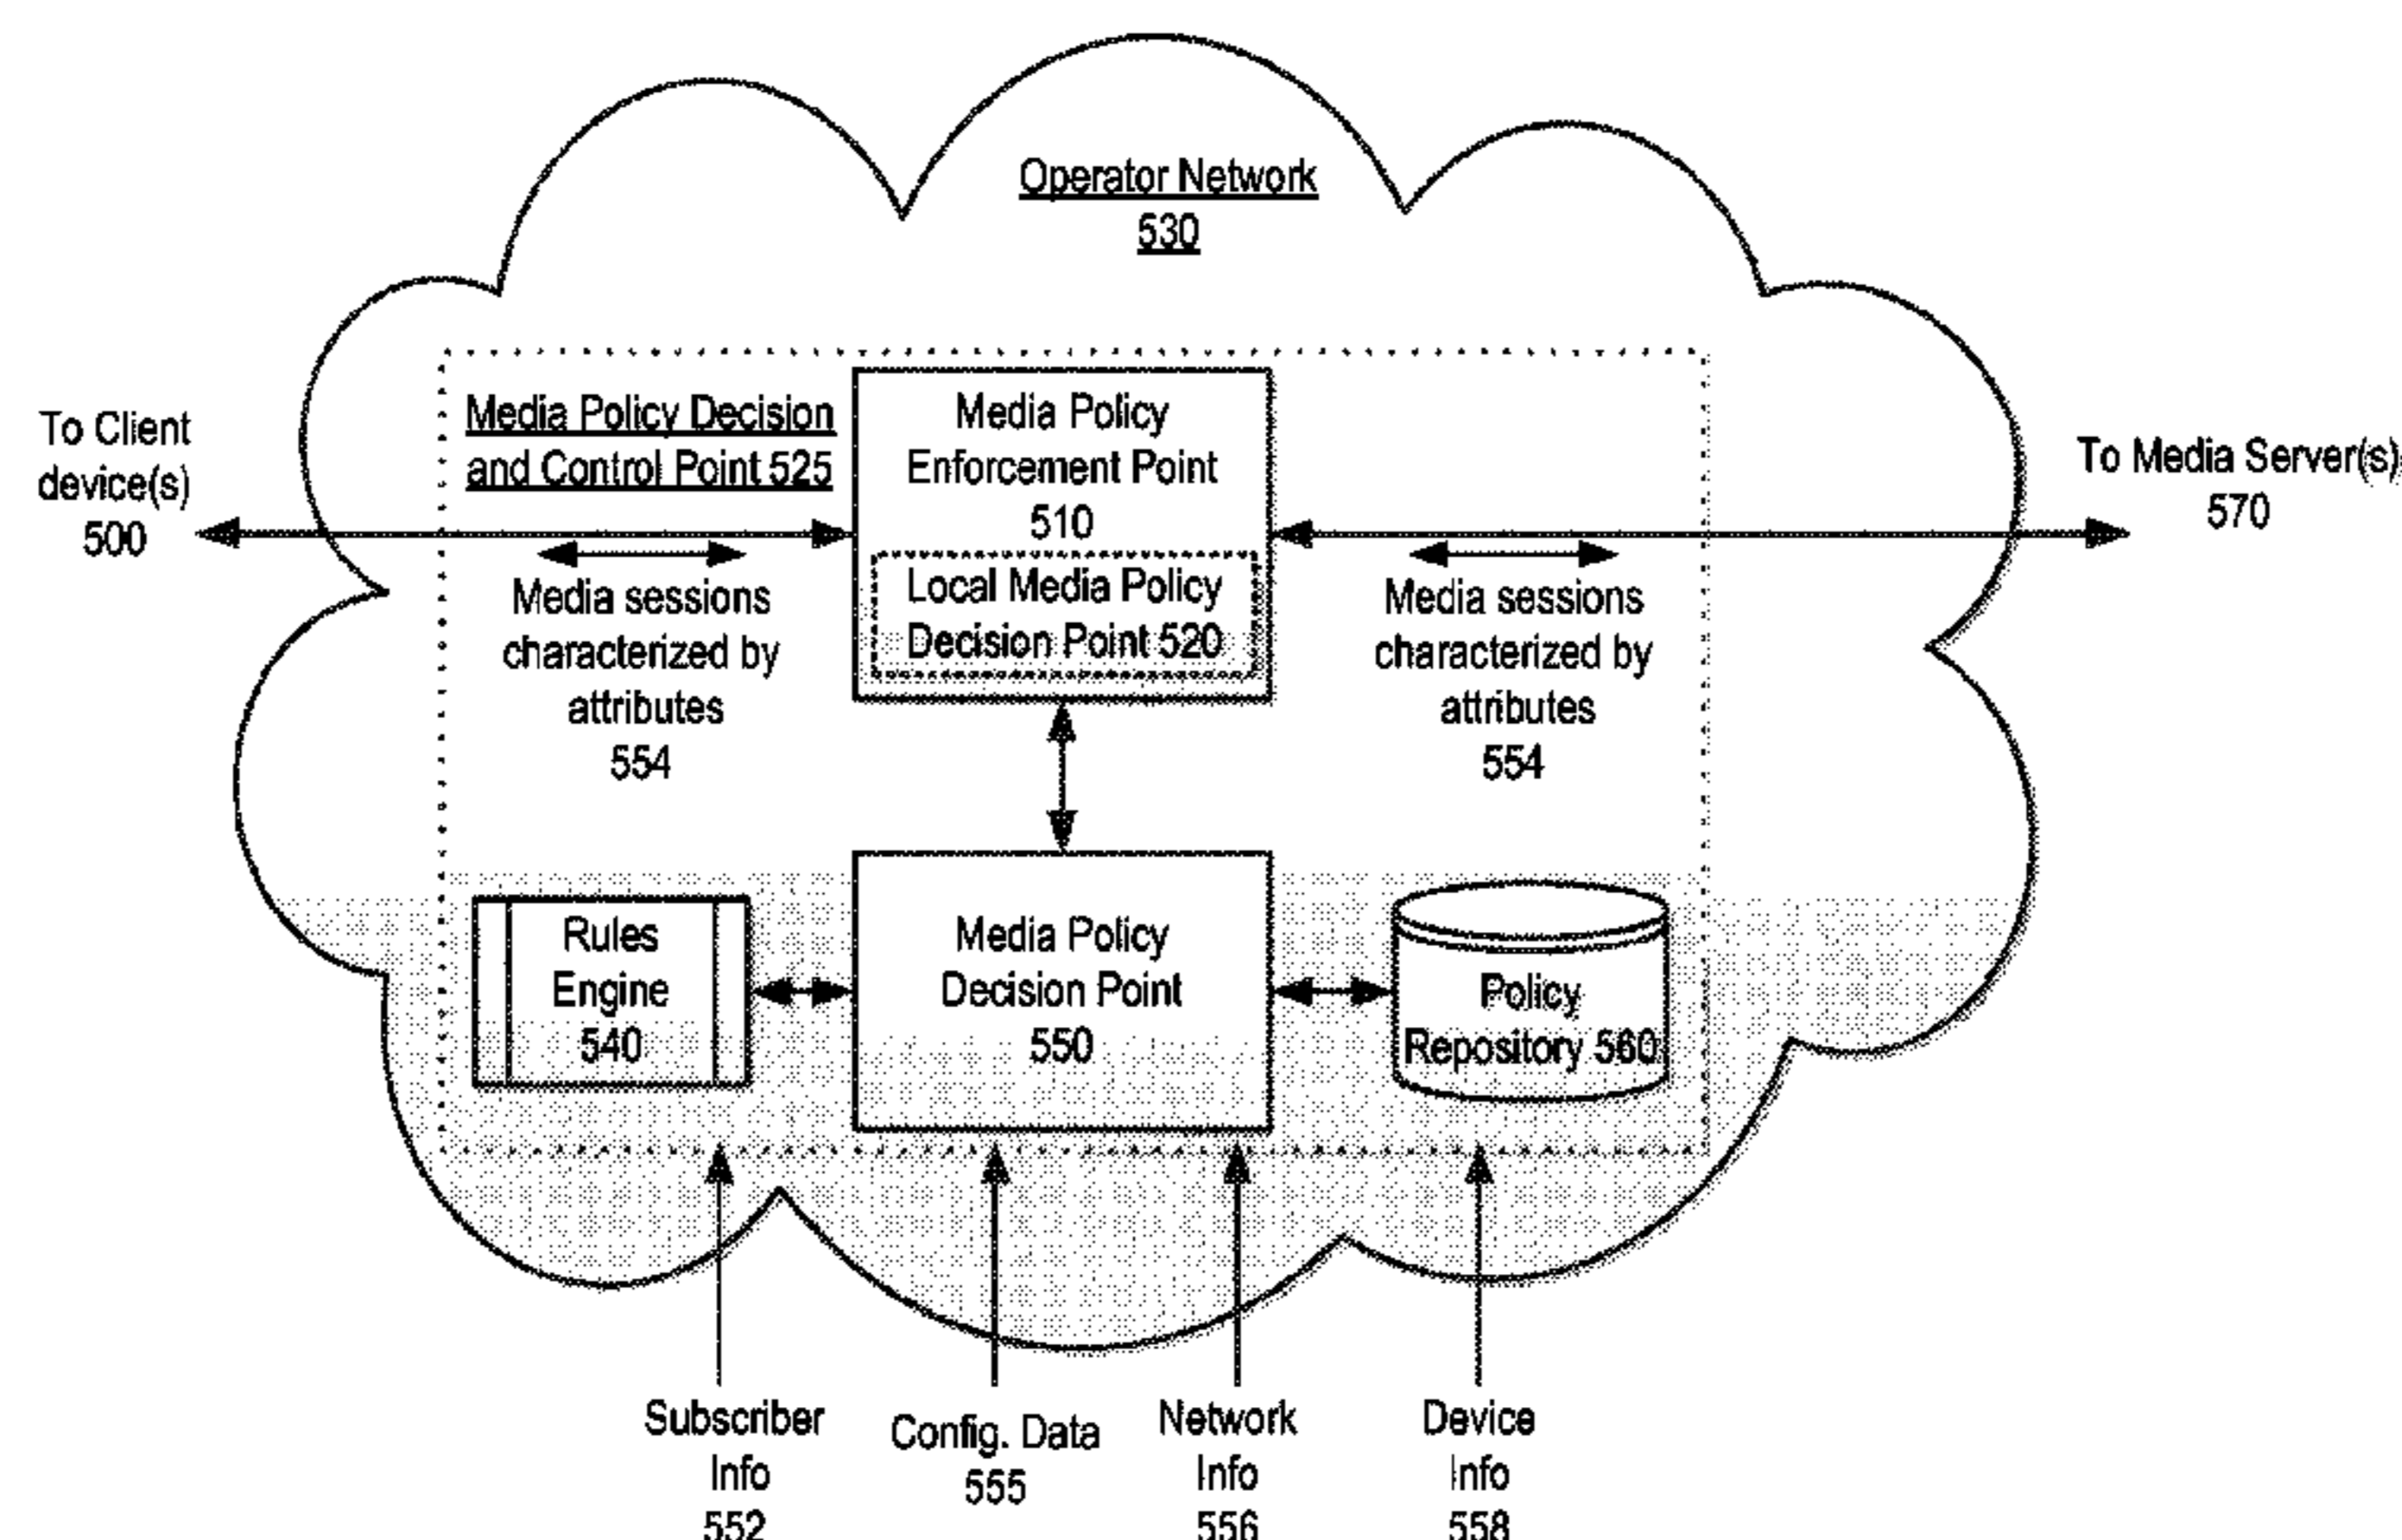 Operator Network
530
To Client
device(s)
500
Media Policy Decision
and Control Point 525
Media Policy
Enforcement Point
510
Local Media Policy
Decision Point 520
To Media Server(s)
570
Media sessions
characterized by
attributes
554
Media sessions
characterized by
attributes
554
Rules
Engine
540
Media Policy
Decision Point
550
Policy
Repository 560
Subscriber
Info
552
Config. Data
555
Network
Info
556
Device
Info
558